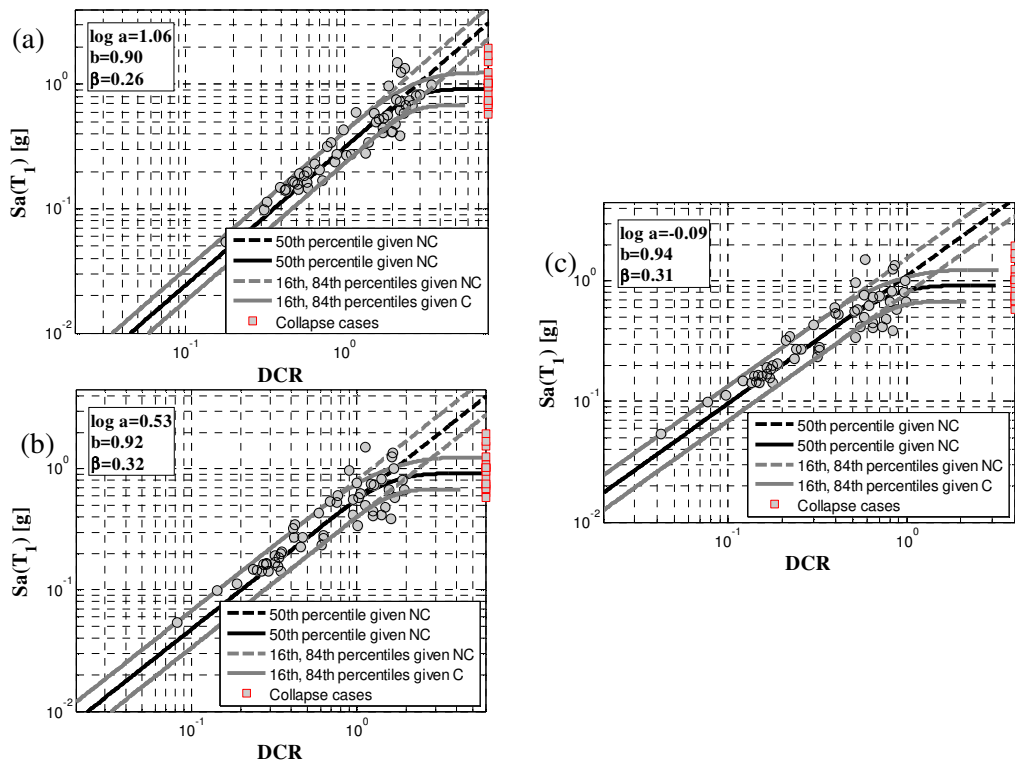 (a)
log a=1.06
b=0.90
β=0.26
10^0
10^-1
10^-2
Sa(T_1) [g]
50th percentile given NC
50th percentile given NC
16th, 84th percentiles given NC
16th, 84th percentiles given C
Collapse cases
10^-1
10^0
DCR
(b)
log a=0.53
b=0.92
β=0.32
10^0
10^-1
10^-2
Sa(T_1) [g]
50th percentile given NC
50th percentile given NC
16th, 84th percentiles given NC
16th, 84th percentiles given C
Collapse cases
10^-1
10^0
DCR
(c)
log a=-0.09
b=0.94
β=0.31
10^0
10^-1
10^-2
Sa(T_1) [g]
50th percentile given NC
50th percentile given NC
16th, 84th percentiles given NC
16th, 84th percentiles given C
Collapse cases
10^-1
10^0
DCR